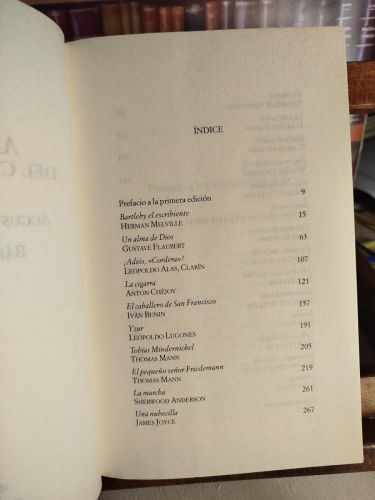 ÍNDICE
Prefacio a la primera edición 9
Bartleby el escribiente 15
HERMAN MELVILLE
Un alma de Dios 63
GUSTAVE FLAUBERT
¡Adiós, «Cordera»! 107
LEOPOLDO ALAS, CLARÍN
La cigarra 121
ANTON CHEJOV
El caballero de San Francisco 157
IVÁN BUNIN
Yzur 191
LEOPOLDO LUGONES
Tobías Mindernickel 205
THOMAS MANN
El pequeño señor Friedemann 219
THOMAS MANN
La marcha 261
SHERWOOD ANDERSON
Una nubecilla 267
JAMES JOYCE